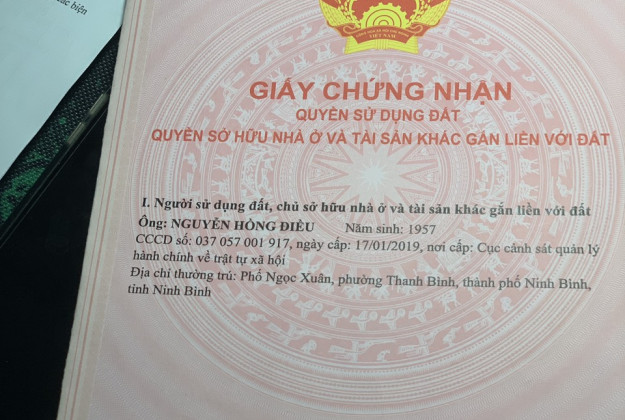 các biện
VIỆT NAM
GIẤY CHỨNG NHẬN
QUYỀN SỬ DỤNG ĐẤT
QUYỀN SỞ HỮU NHÀ Ở VÀ TÀI SẢN KHÁC GẮN LIỀN VỚI ĐẤT
I. Người sử dụng đất, chủ sở hữu nhà ở và tài sản khác gắn liền với đất
Ông: NGUYỄN HỒNG ĐIỀU Năm sinh: 1957
CCCD số: 037 057 001 917, ngày cấp: 17/01/2019, nơi cấp: Cục cảnh sát quản lý
hành chính về trật tự xã hội
Địa chỉ thường trú: Phố Ngọc Xuân, phường Thanh Bình, thành phố Ninh Bình,
tỉnh Ninh Bình